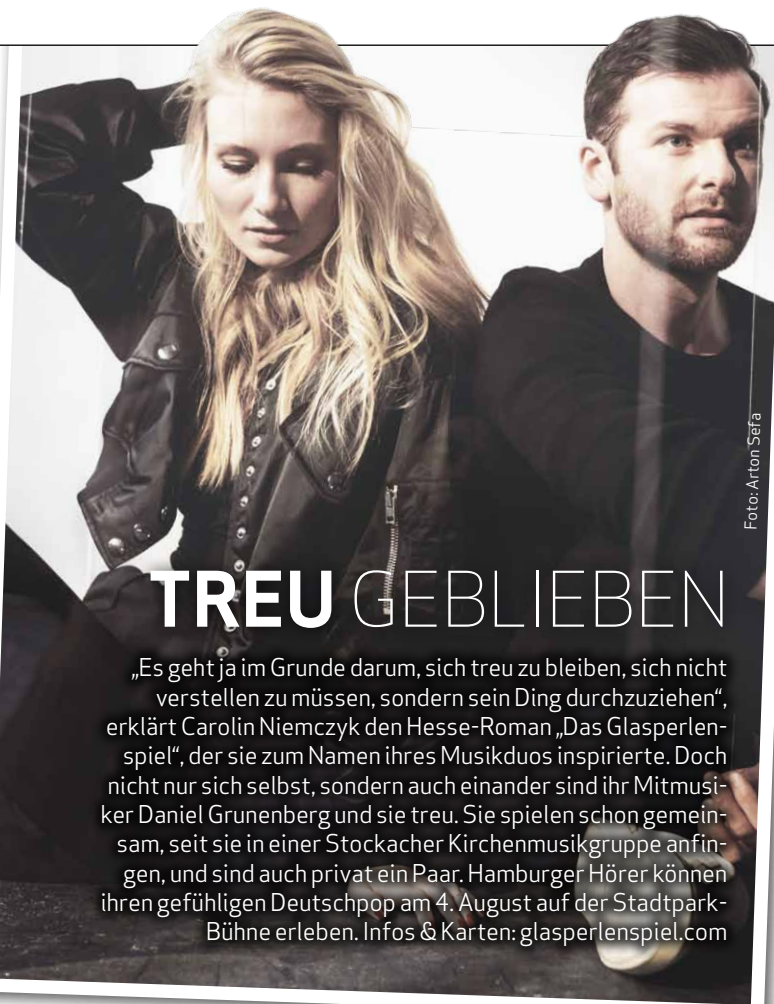 Foto: Arton Sefa
TREU GEBLIEBEN
„Es geht ja im Grunde darum, sich treu zu bleiben, sich nicht
verstellen zu müssen, sondern sein Ding durchzuziehen“,
erklärt Carolin Niemczyk den Hesse-Roman „Das Glasperlen-
spiel“, der sie zum Namen ihres Musikduos inspirierte. Doch
nicht nur sich selbst, sondern auch einander sind ihr Mitmusi-
ker Daniel Grunenberg und sie treu. Sie spielen schon gemein-
sam, seit sie in einer Stockacher Kirchenmusikgruppe anfin-
gen, und sind auch privat ein Paar. Hamburger Hörer können
ihren gefühligen Deutschpop am 4. August auf der Stadtpark-
Bühne erleben. Infos & Karten: glasperlenspiel.com